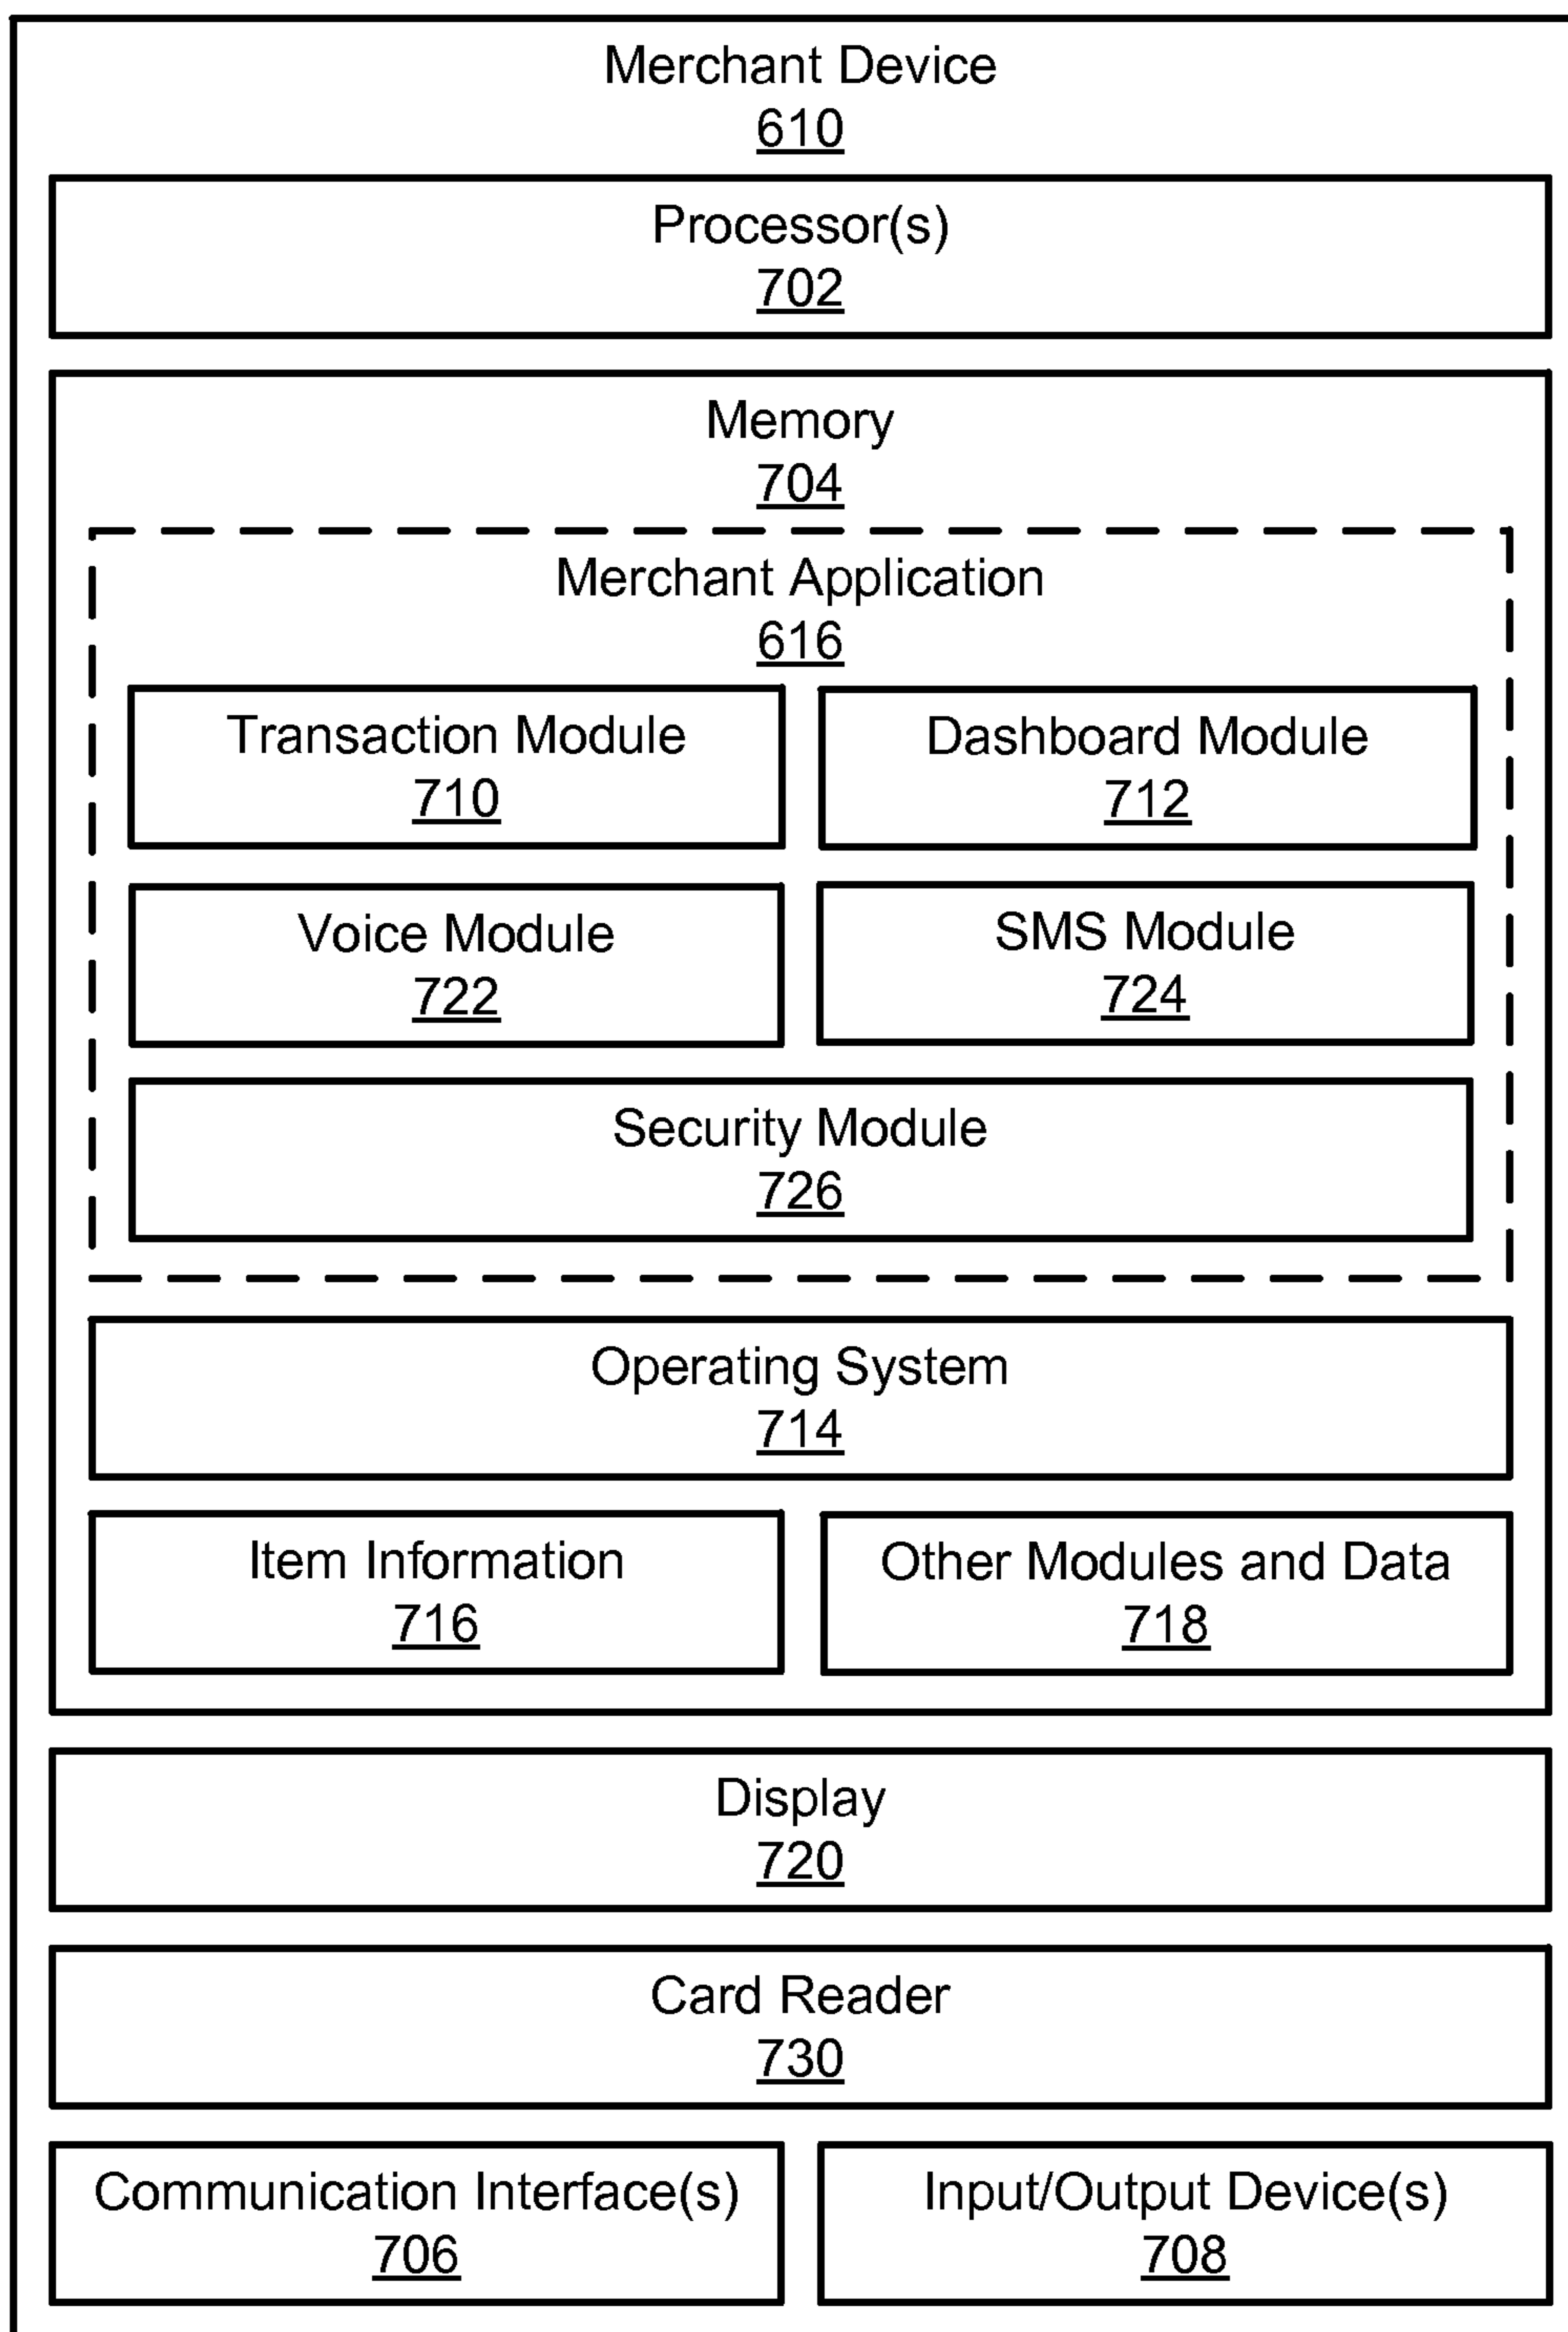 Merchant Device
610
Processor(s)
702
Memory
704
Merchant Application
616
Transaction Module
710
Dashboard Module
712
Voice Module
722
SMS Module
724
Security Module
726
Operating System
714
Item Information
716
Other Modules and Data
718
Display
720
Card Reader
730
Communication Interface(s)
706
Input/Output Device(s)
708